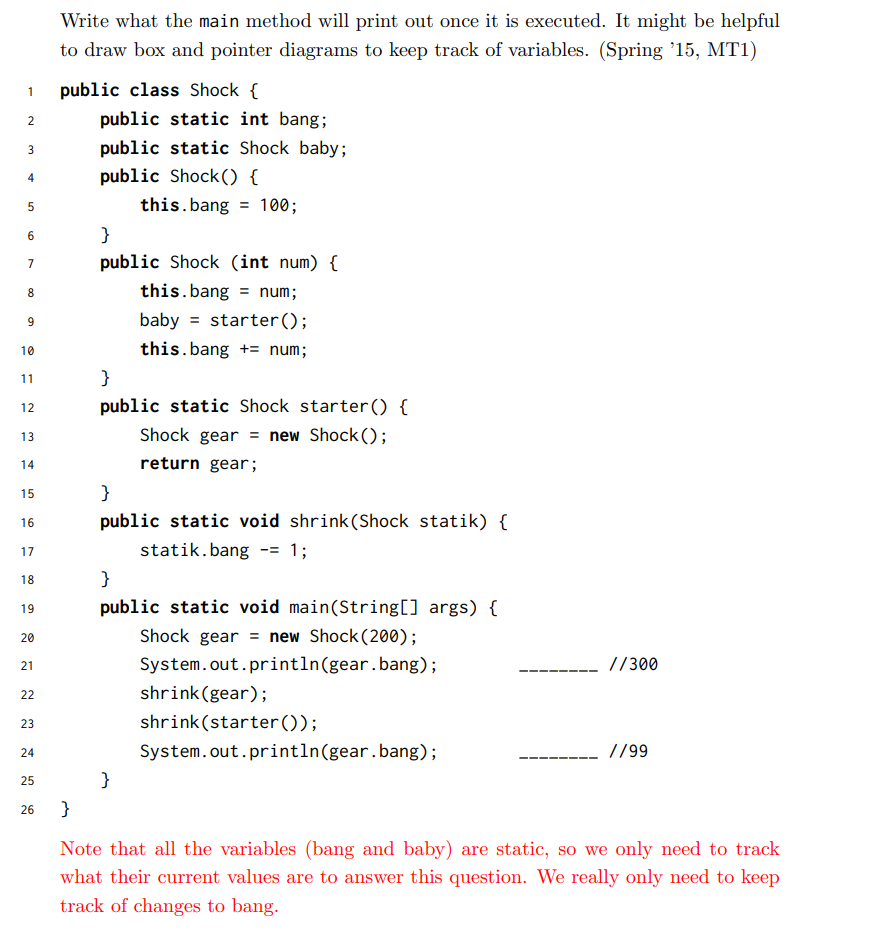 Write what the main method will print out once it is executed. It might be helpful
to draw box and pointer diagrams to keep track of variables. (Spring ’15, MT1)
1 public class Shock {
2     public static int bang;
3     public static Shock baby;
4     public Shock() {
5         this.bang = 100;
6     }
7     public Shock (int num) {
8         this.bang = num;
9         baby = starter();
10         this.bang += num;
11     }
12     public static Shock starter() {
13         Shock gear = new Shock();
14         return gear;
15     }
16     public static void shrink(Shock statik) {
17         statik.bang -= 1;
18     }
19     public static void main(String[] args) {
20         Shock gear = new Shock(200);
21         System.out.println(gear.bang);        ________ //300
22         shrink(gear);
23         shrink(starter());
24         System.out.println(gear.bang);        ________ //99
25     }
26 }
Note that all the variables (bang and baby) are static, so we only need to track
what their current values are to answer this question. We really only need to keep
track of changes to bang.